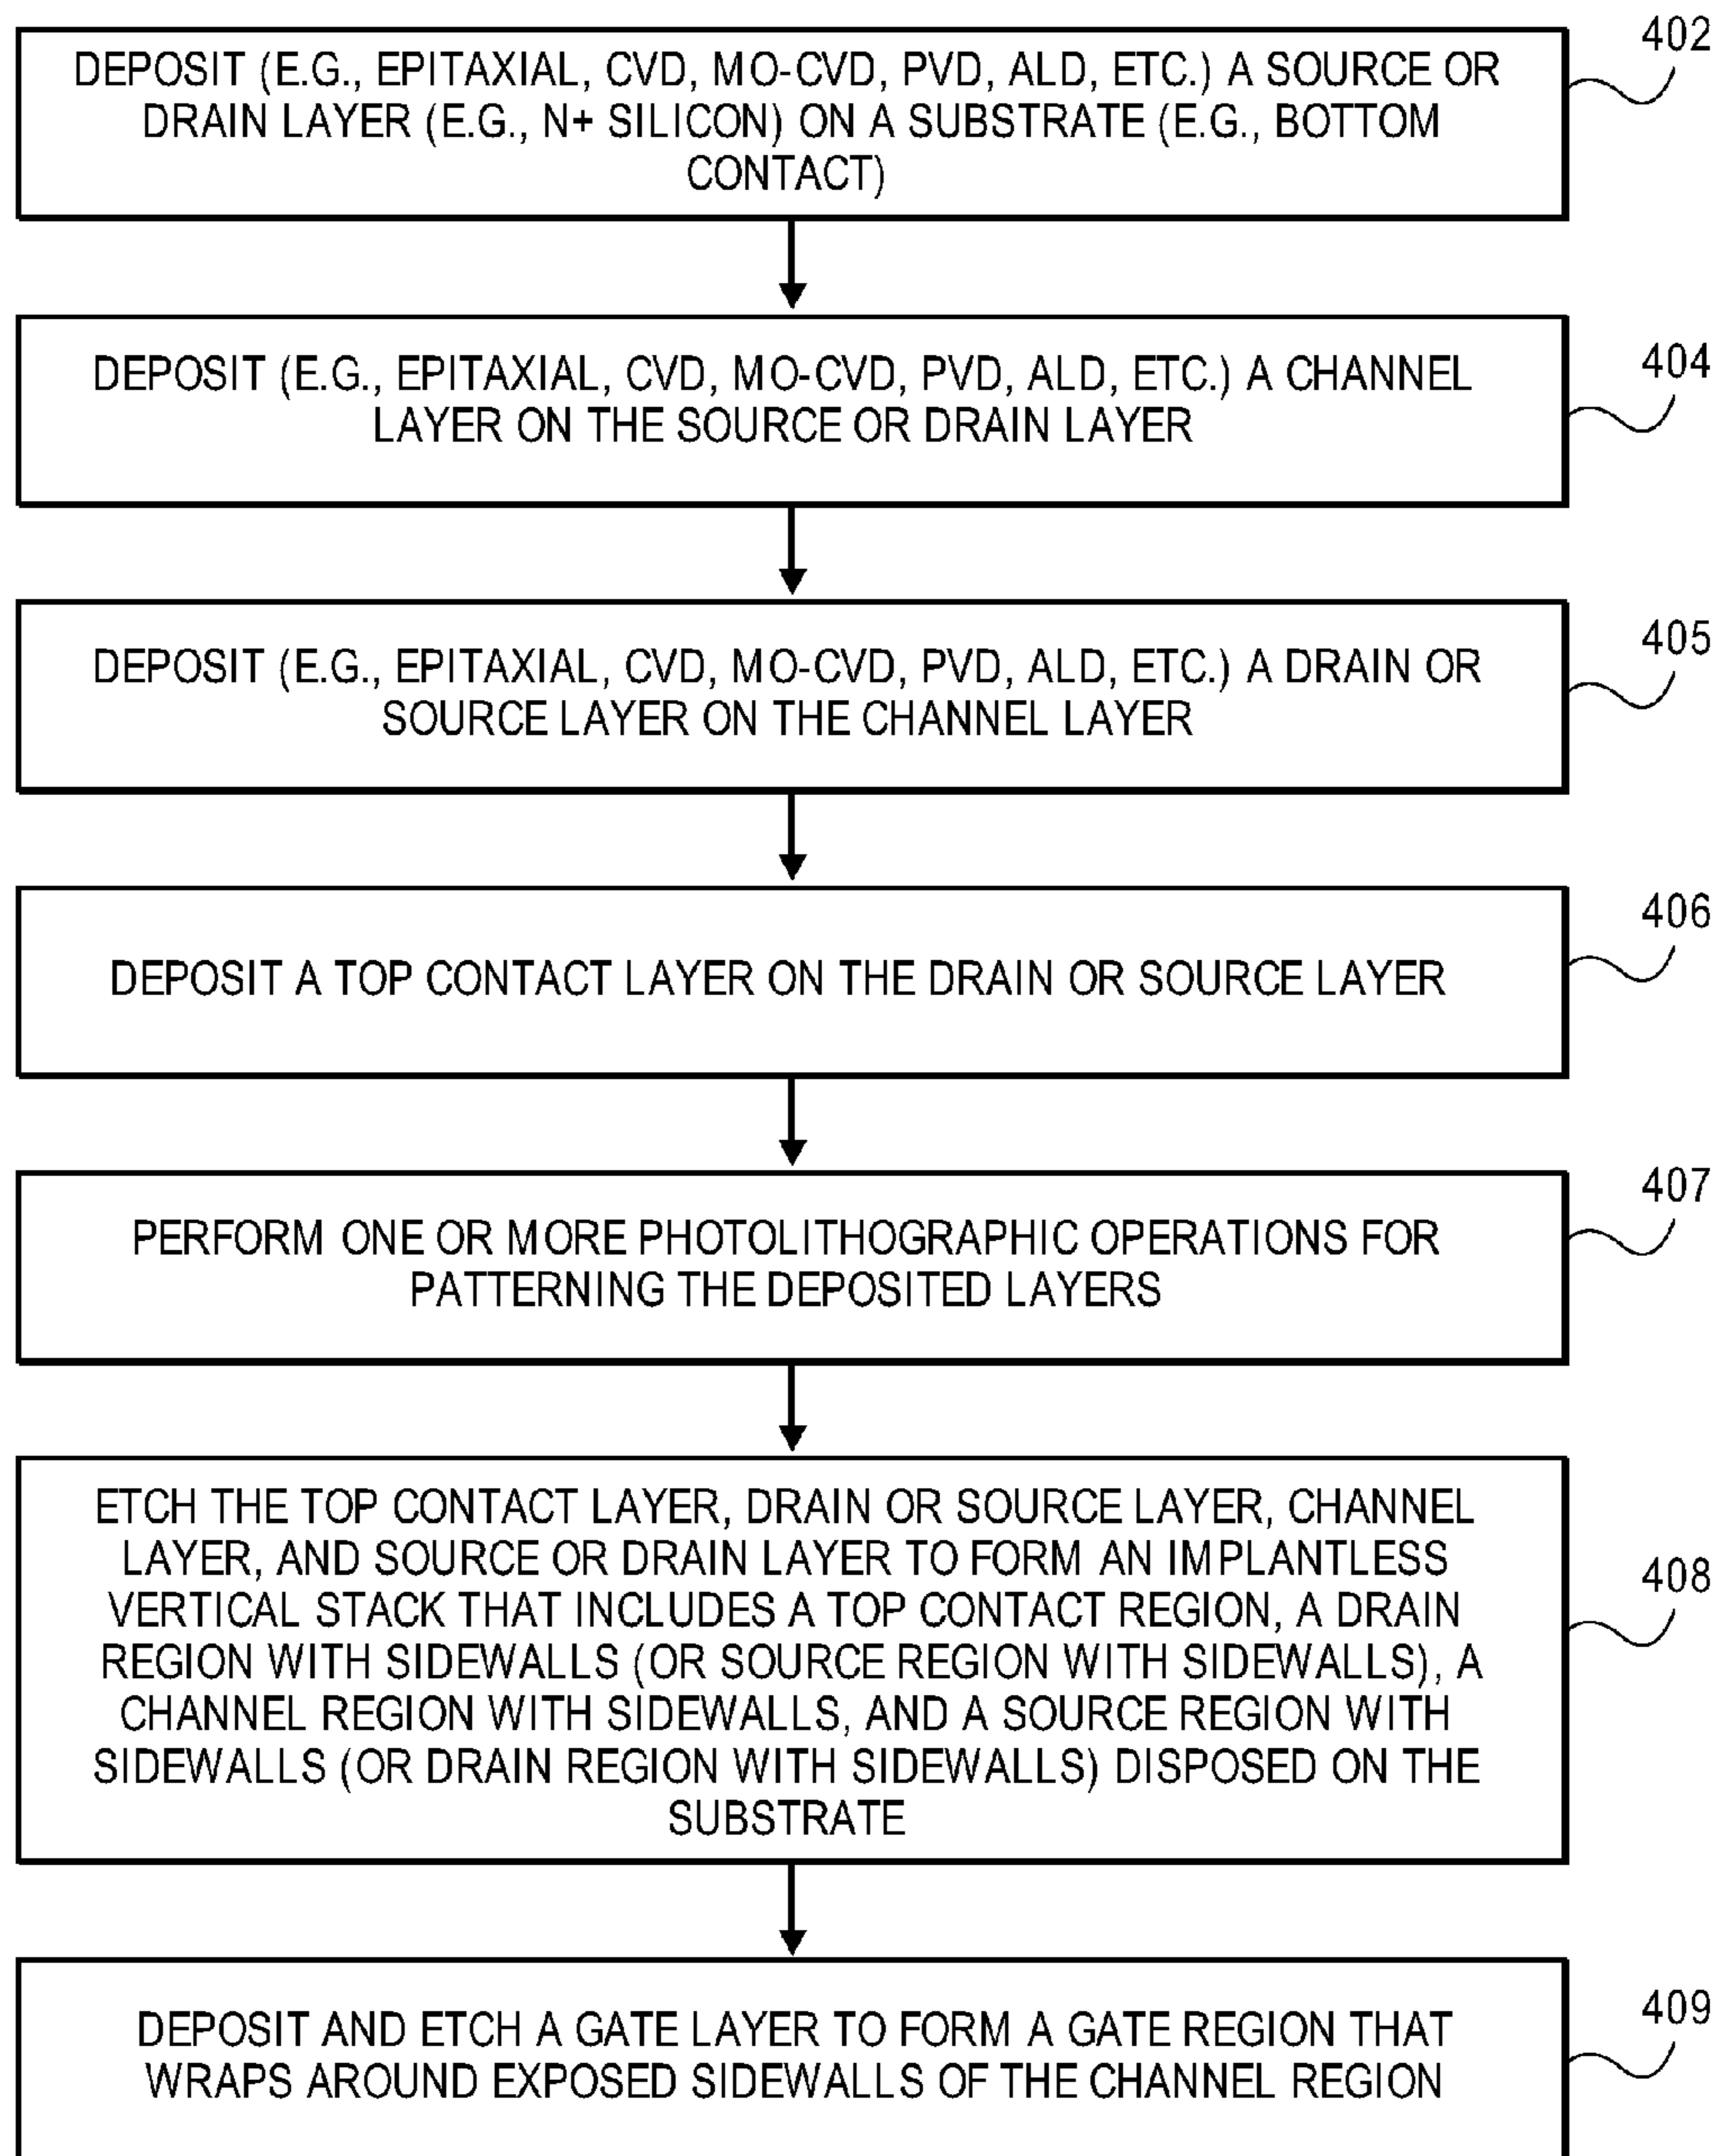 402
DEPOSIT (E.G., EPITAXIAL, CVD, MO-CVD, PVD, ALD, ETC.) A SOURCE OR
DRAIN LAYER (E.G., N+ SILICON) ON A SUBSTRATE (E.G., BOTTOM
CONTACT)
404
DEPOSIT (E.G., EPITAXIAL, CVD, MO-CVD, PVD, ALD, ETC.) A CHANNEL
LAYER ON THE SOURCE OR DRAIN LAYER
405
DEPOSIT (E.G., EPITAXIAL, CVD, MO-CVD, PVD, ALD, ETC.) A DRAIN OR
SOURCE LAYER ON THE CHANNEL LAYER
406
DEPOSIT A TOP CONTACT LAYER ON THE DRAIN OR SOURCE LAYER
407
PERFORM ONE OR MORE PHOTOLITHOGRAPHIC OPERATIONS FOR
PATTERNING THE DEPOSITED LAYERS
408
ETCH THE TOP CONTACT LAYER, DRAIN OR SOURCE LAYER, CHANNEL
LAYER, AND SOURCE OR DRAIN LAYER TO FORM AN IMPLANTLESS
VERTICAL STACK THAT INCLUDES A TOP CONTACT REGION, A DRAIN
REGION WITH SIDEWALLS (OR SOURCE REGION WITH SIDEWALLS), A
CHANNEL REGION WITH SIDEWALLS, AND A SOURCE REGION WITH
SIDEWALLS (OR DRAIN REGION WITH SIDEWALLS) DISPOSED ON THE
SUBSTRATE
409
DEPOSIT AND ETCH A GATE LAYER TO FORM A GATE REGION THAT
WRAPS AROUND EXPOSED SIDEWALLS OF THE CHANNEL REGION